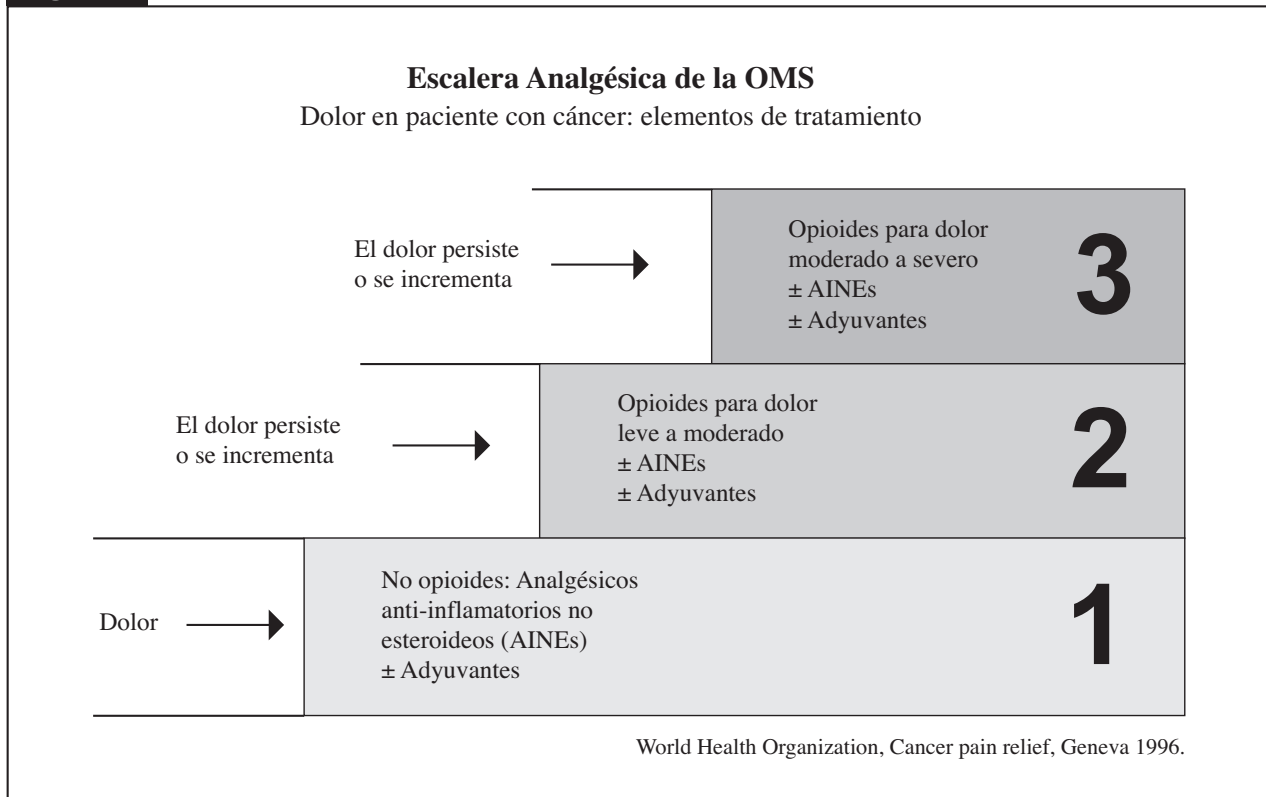 Escalera Analgésica de la OMS
Dolor en paciente con cáncer: elementos de tratamiento
El dolor persiste
o se incrementa
Opioides para dolor
moderado a severo
± AINEs
± Adyuvantes
3
El dolor persiste
o se incrementa
Opioides para dolor
leve a moderado
± AINEs
± Adyuvantes
2
Dolor
No opioides: Analgésicos
anti-inflamatorios no
esteroideos (AINEs)
± Adyuvantes
1
World Health Organization, Cancer pain relief, Geneva 1996.